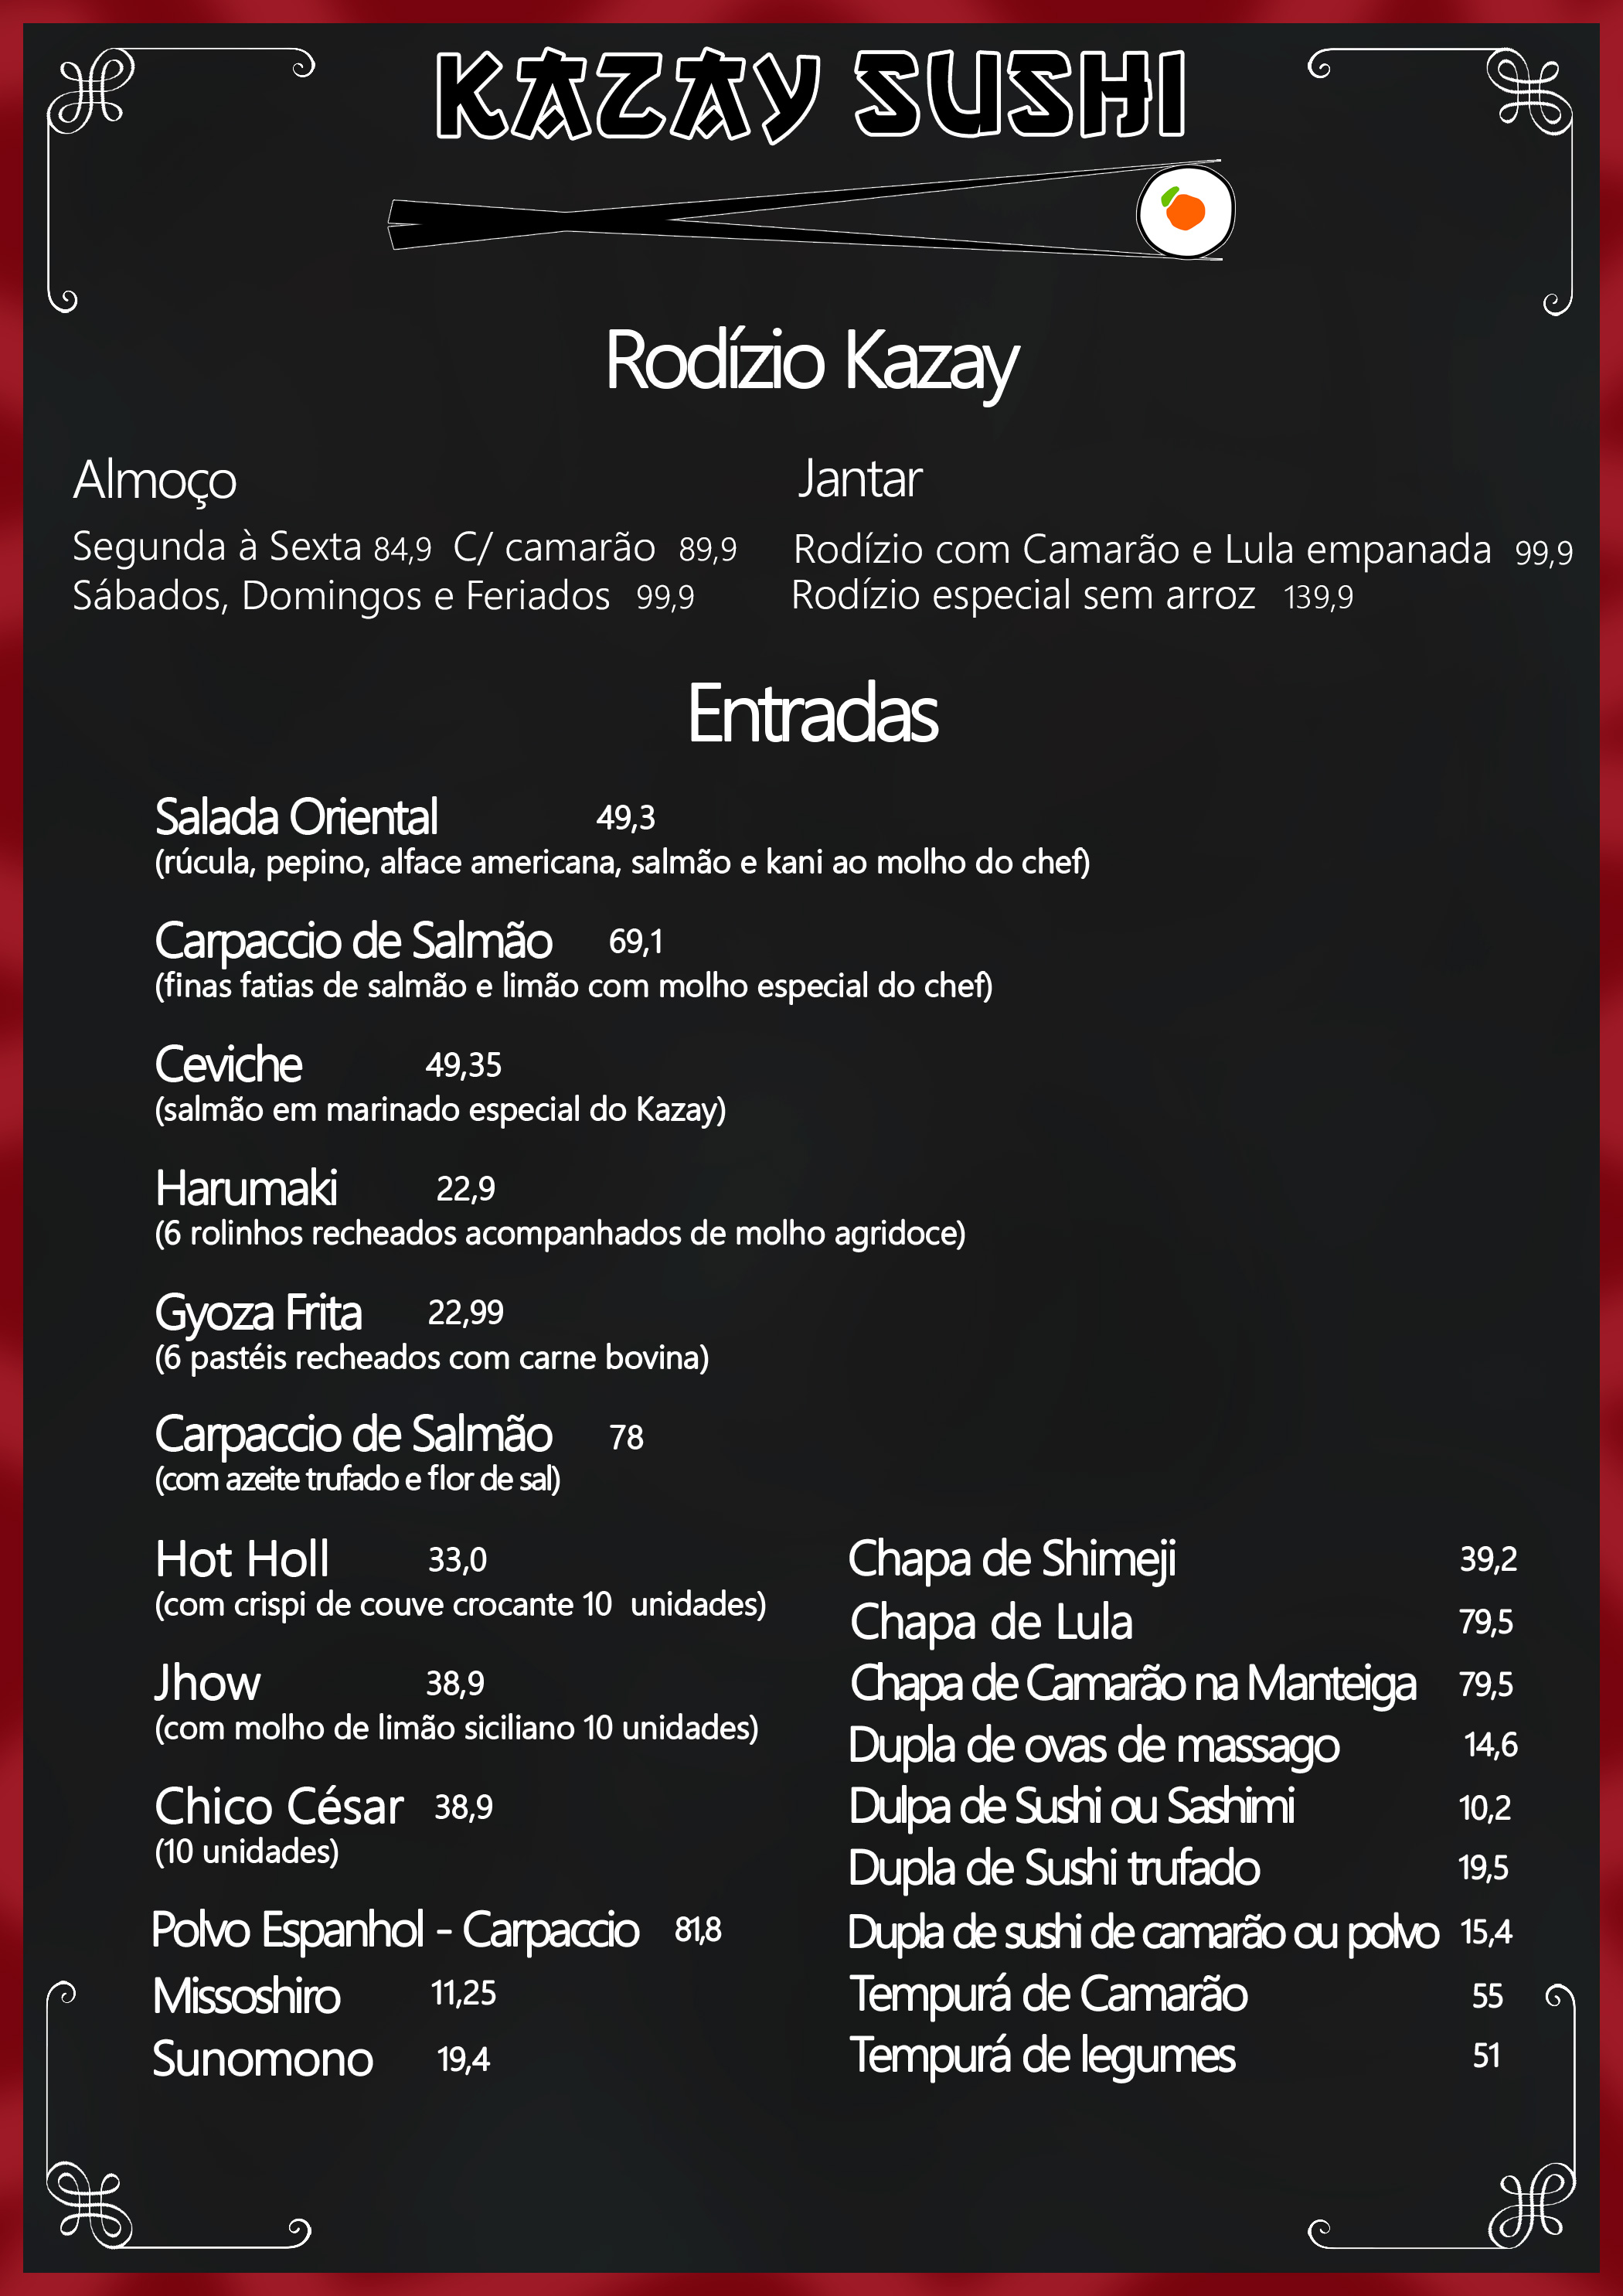 KAZAY SUSHI
Rodízio Kazay
Almoço
Segunda à Sexta 84,9 C/ camarão 89,9
Sábados, Domingos e Feriados 99,9
Jantar
Rodízio com Camarão e Lula empanada 99,9
Rodízio especial sem arroz 139,9
Entradas
Salada Oriental 49,3
(rúcula, pepino, alface americana, salmão e kani ao molho do chef)
Carpaccio de Salmão 69,1
(finas fatias de salmão e limão com molho especial do chef)
Ceviche 49,35
(salmão em marinado especial do Kazay)
Harumaki 22,9
(6 rolinhos recheados acompanhados de molho agridoce)
Gyoza Frita 22,99
(6 pastéis recheados com carne bovina)
Carpaccio de Salmão 78
(com azeite trufado e flor de sal)
Hot Holl 33,0
(com crispi de couve crocante 10 unidades)
Jhow 38,9
(com molho de limão siciliano 10 unidades)
Chico César 38,9
(10 unidades)
Polvo Espanhol - Carpaccio 81,8
Missoshiro 11,25
Sunomono 19,4
Chapa de Shimeji 39,2
Chapa de Lula 79,5
Chapa de Camarão na Manteiga 79,5
Dupla de ovas de massago 14,6
Dulpa de Sushi ou Sashimi 10,2
Dupla de Sushi trufado 19,5
Dupla de sushi de camarão ou polvo 15,4
Tempurá de Camarão 55
Tempurá de legumes 51